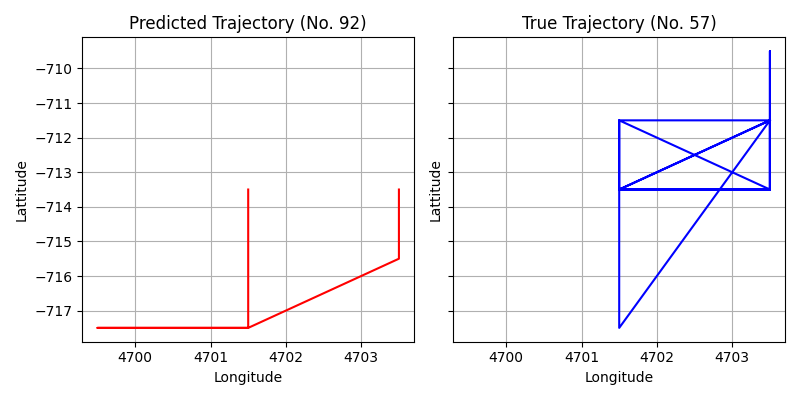 Predicted Trajectory (No. 92)
True Trajectory (No. 57)
−710
−711
−712
−713
−714
−715
−716
−717
Lattitude
Lattitude
4700
4701
4702
4703
4700
4701
4702
4703
Longitude
Longitude